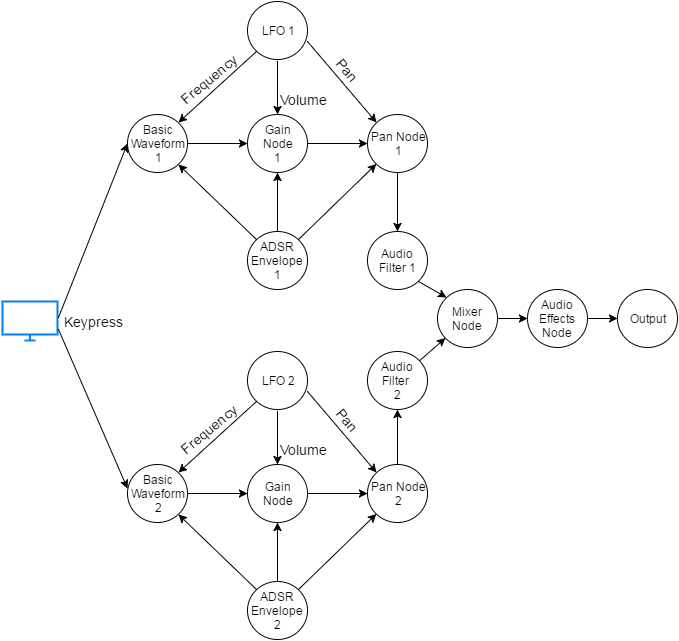 LFO 1
Frequency
Pan
Volume
Basic
Waveform
1
Gain
Node
1
Pan Node
1
ADSR
Envelope
1
Audio
Filter 1
Keypress
Mixer
Node
Audio
Effects
Node
Output
Audio
Filter
2
LFO 2
Frequency
Pan
Volume
Basic
Waveform
2
Gain
Node
Pan Node
2
ADSR
Envelope
2